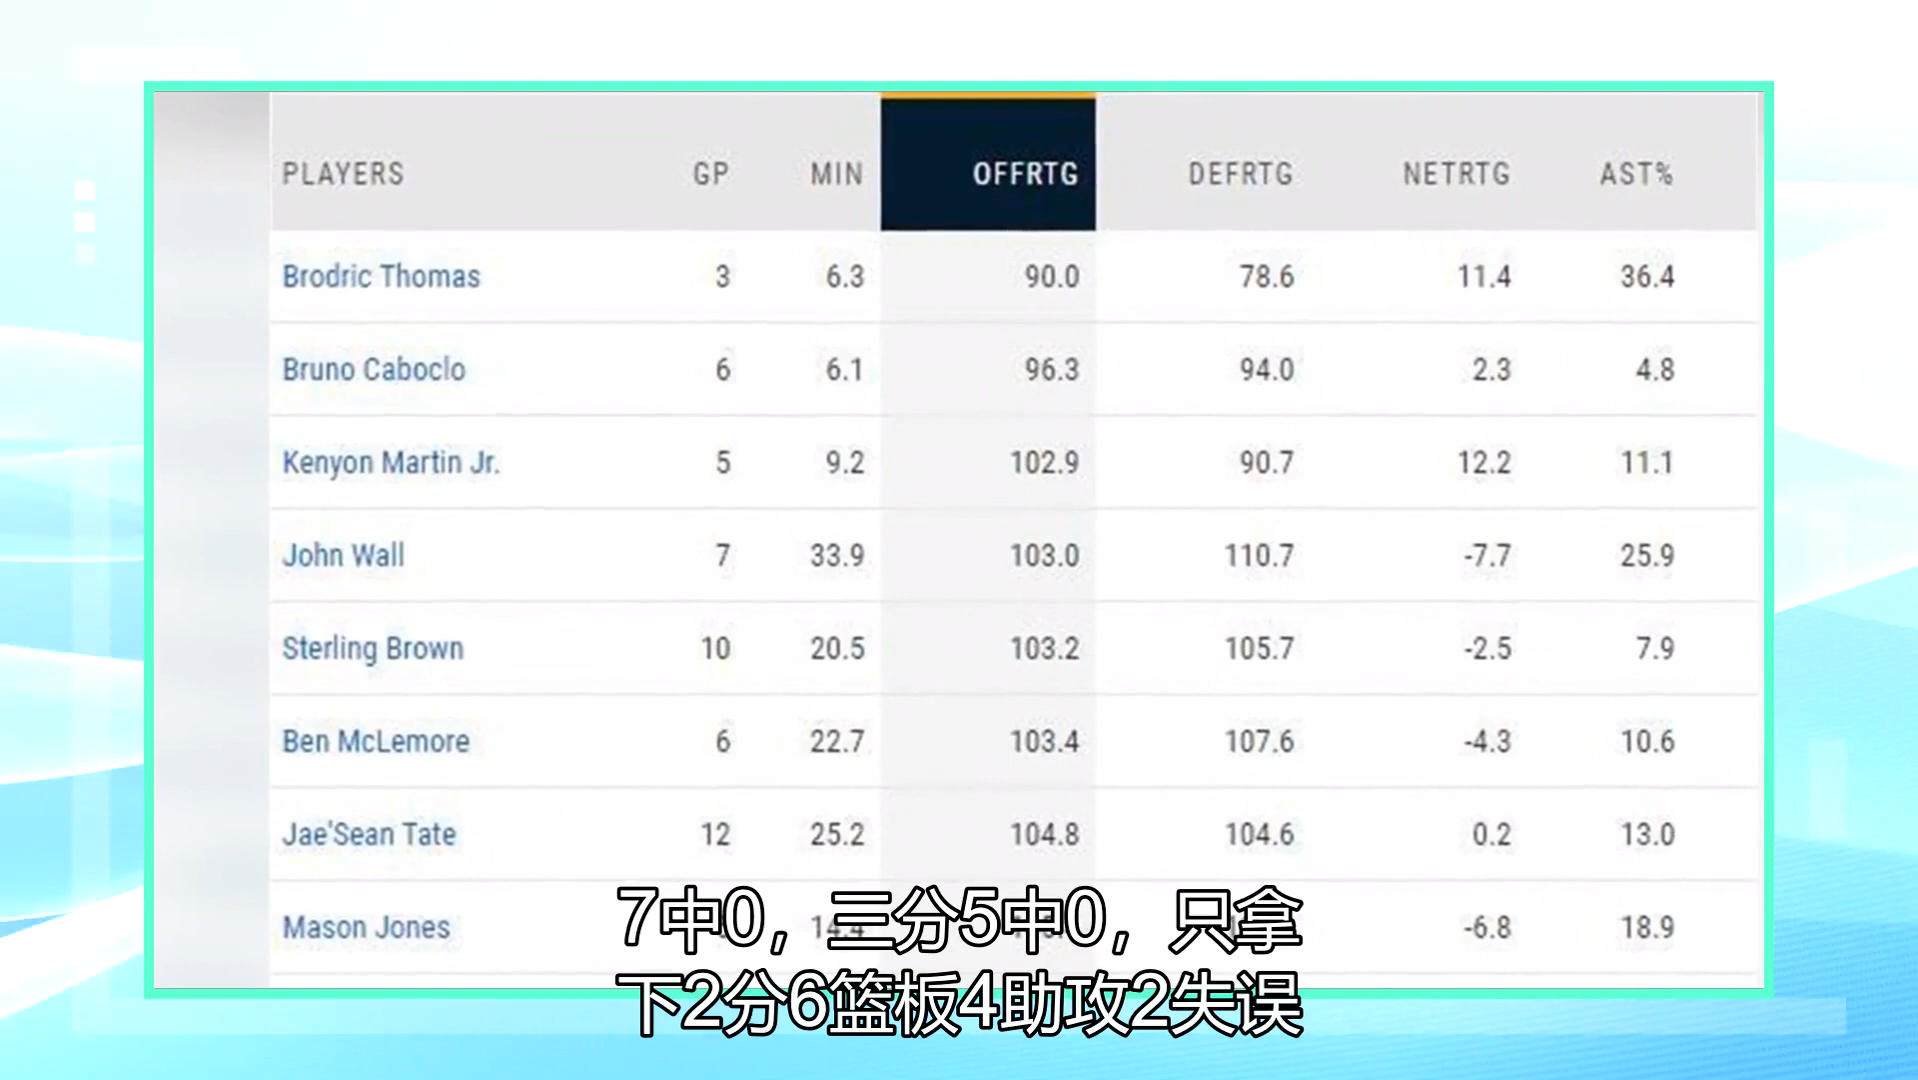 PLAYERS GP MIN OFFRTG DEFRTG NETRTG AST%
Brodric Thomas 3 6.3 90.0 78.6 11.4 36.4
Bruno Caboclo 6 6.1 96.3 94.0 2.3 4.8
Kenyon Martin Jr. 5 9.2 102.9 90.7 12.2 11.1
John Wall 7 33.9 103.0 110.7 -7.7 25.9
Sterling Brown 10 20.5 103.2 105.7 -2.5 7.9
Ben McLemore 6 22.7 103.4 107.6 -4.3 10.6
Jae'Sean Tate 12 25.2 104.8 104.6 0.2 13.0
Mason Jones 14.4 -6.8 18.9
7中0，三分5中0，只拿
下2分6篮板4助攻2失误